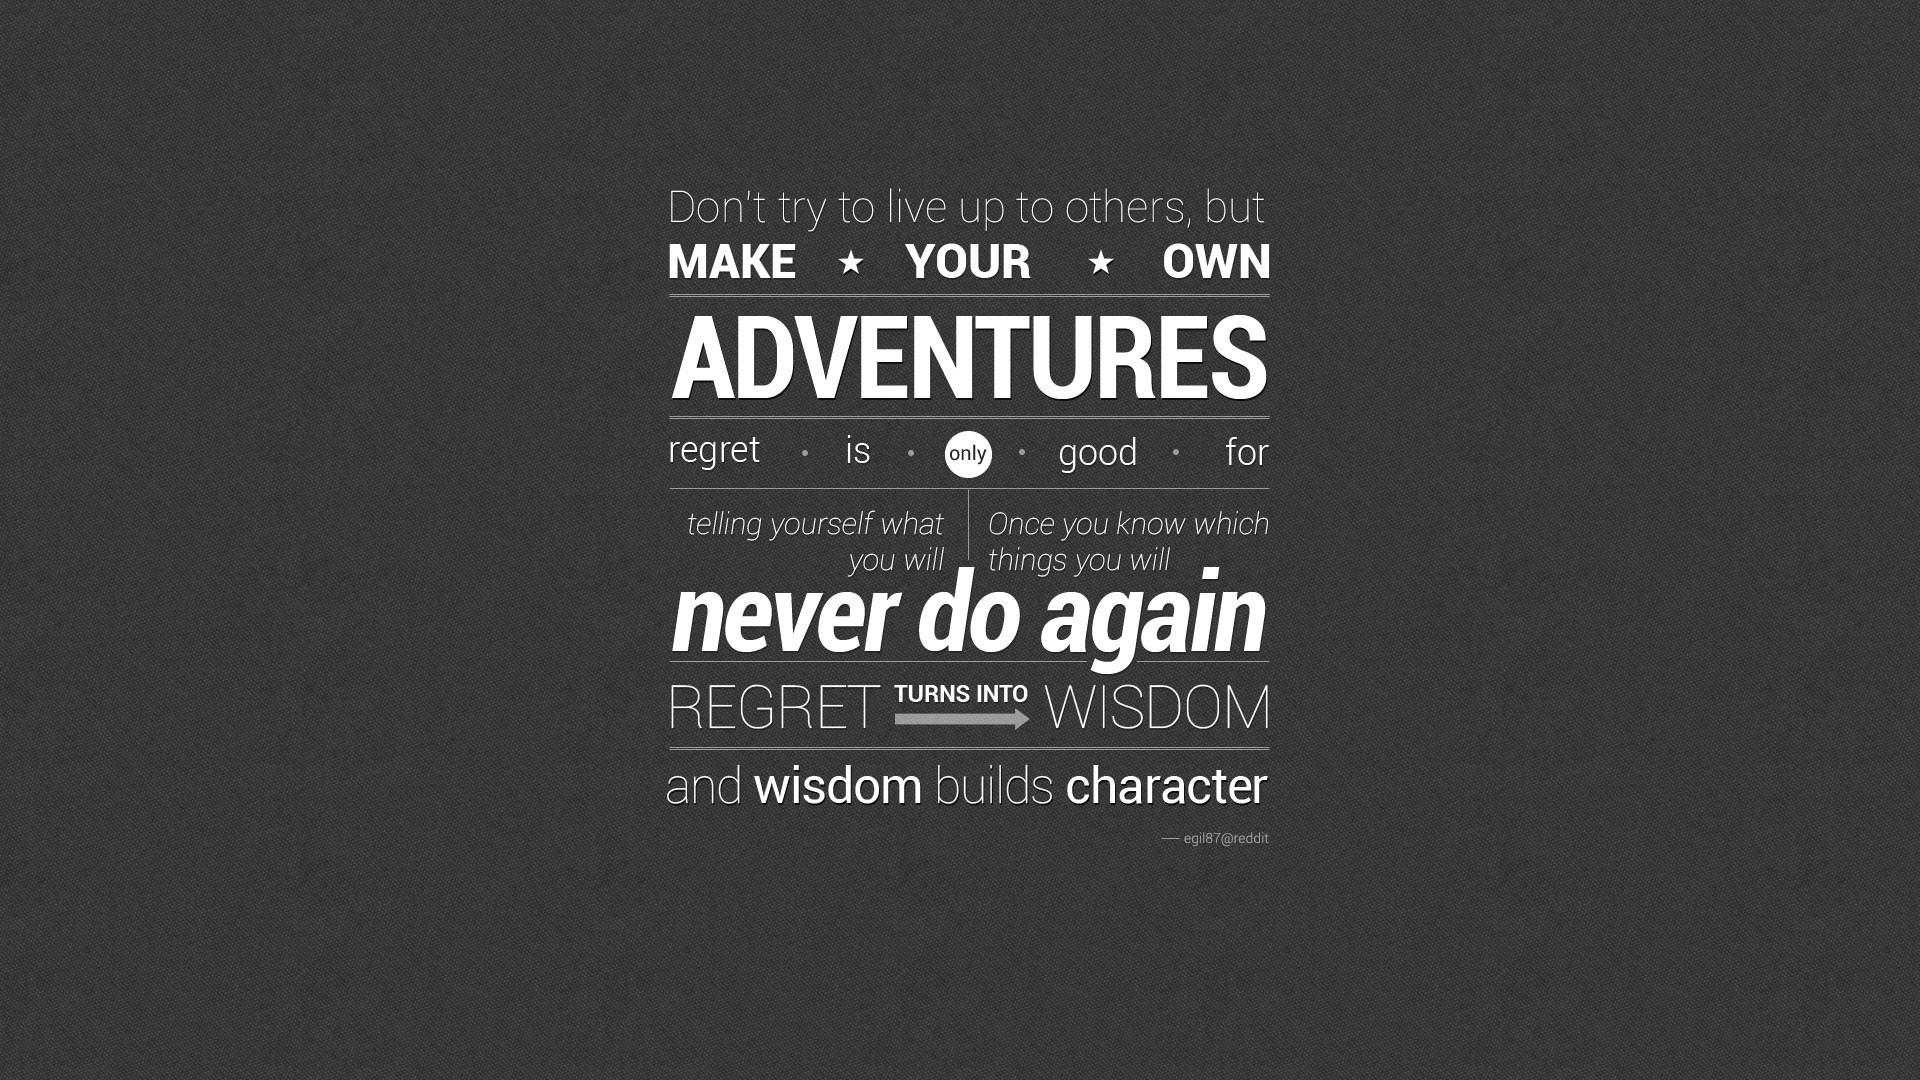 Don't try to live up to others, but
MAKE ★ YOUR ★ OWN
ADVENTURES
regret • is • only • good • for
telling yourself what
you will
Once you know which
things you will
never do again
REGRET TURNS INTO WISDOM
and wisdom builds character
— egil87@reddit